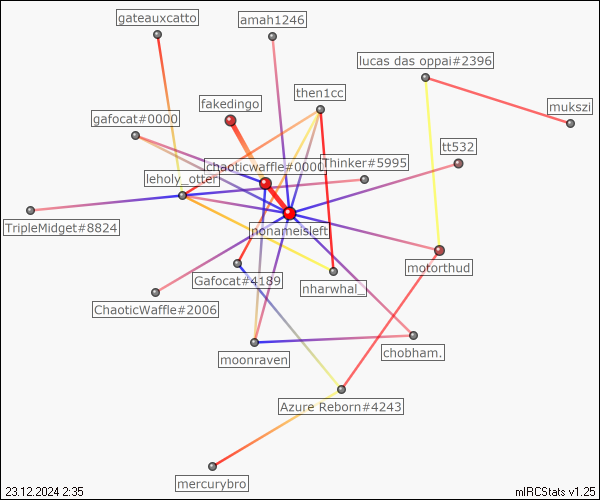 gateauxcatto
amah1246
lucas das oppai#2396
then1cc
fakedingo
mukszi
gafocat#0000
tt532
chaoticwaffle#0000
Thinker#5995
leholy_otter
TripleMidget#8824
nonamesleft
motorthud
Gafocat#4189
nharwhal_
ChaoticWaffle#2006
chobham.
moonraven
Azure Reborn#4243
mercurybro
23.12.2024 2:35
mIRCStats v1.25